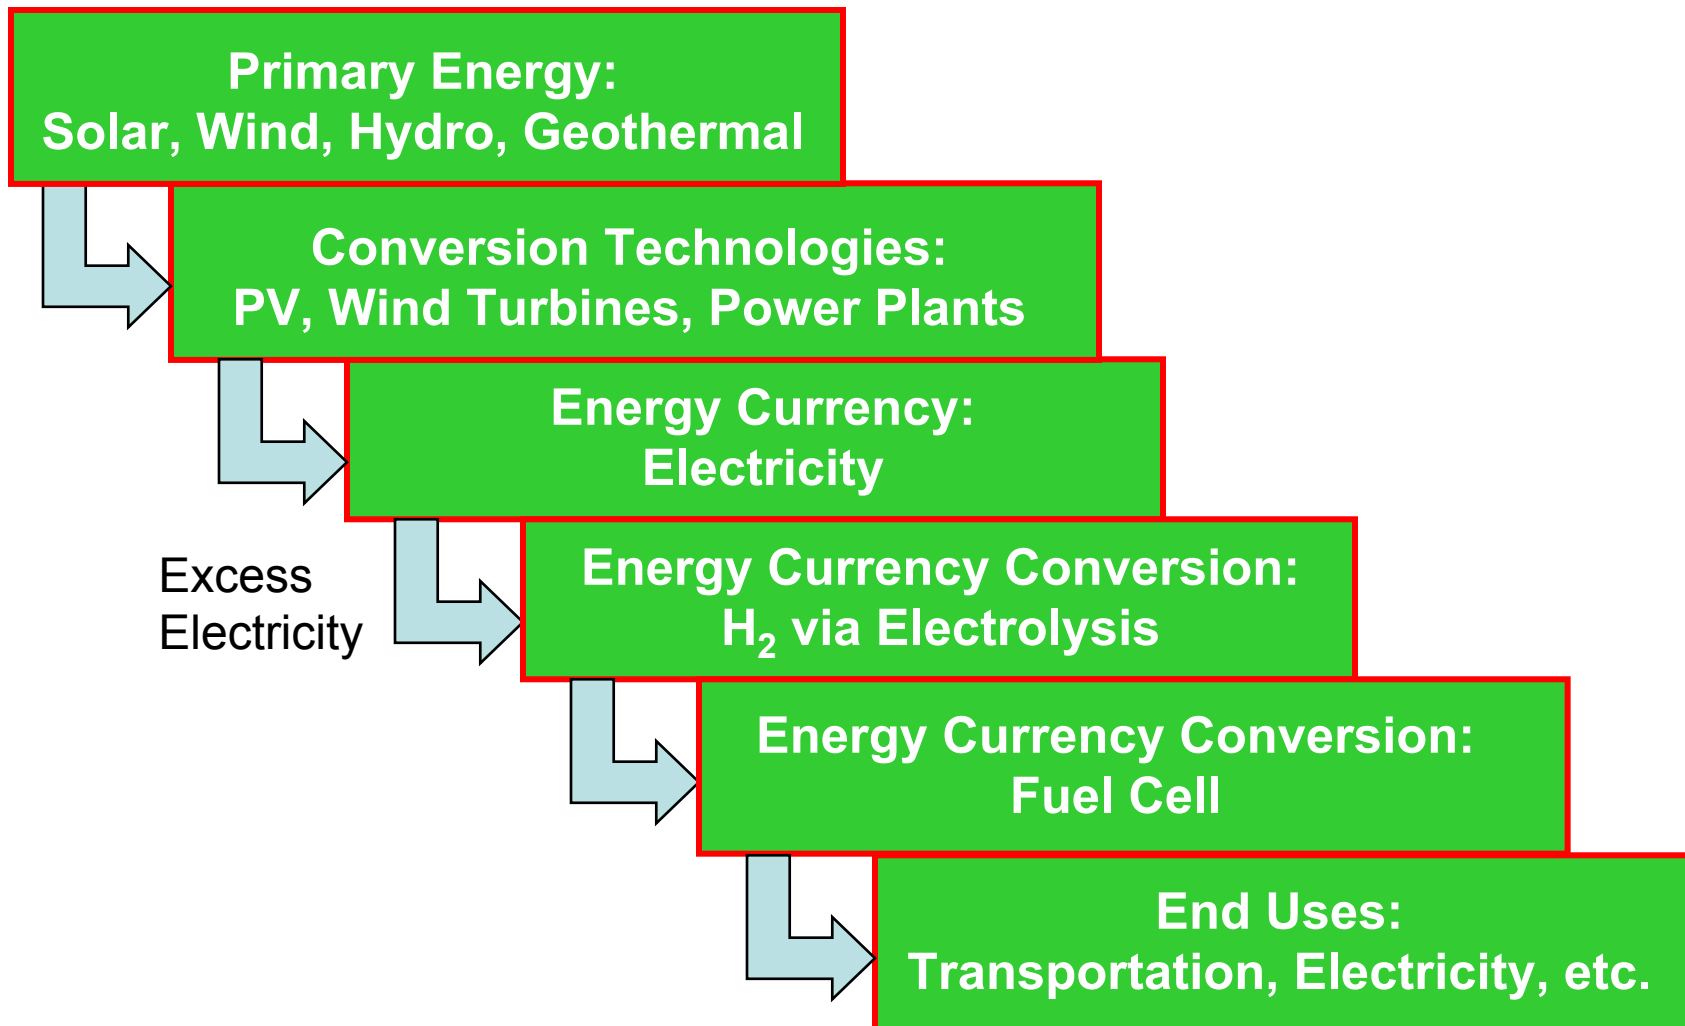 Primary Energy:
Solar, Wind, Hydro, Geothermal
Conversion Technologies:
PV, Wind Turbines, Power Plants
Energy Currency:
Electricity
Excess
Electricity
Energy Currency Conversion:
H₂ via Electrolysis
Energy Currency Conversion:
Fuel Cell
End Uses:
Transportation, Electricity, etc.